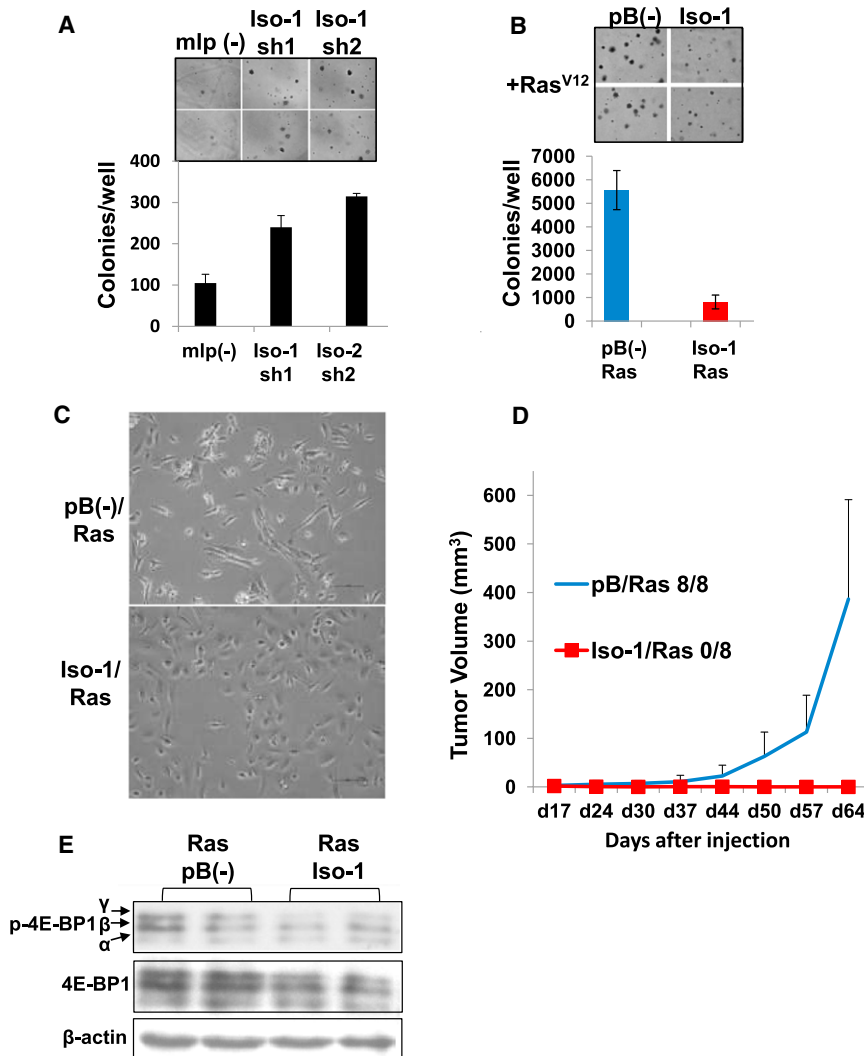 A
mlp (-)
Iso-1
sh1
Iso-1
sh2
400
300
200
100
0
Colonies/well
mlp(-)
Iso-1
sh1
Iso-2
sh2
B
pB(-)
Iso-1
+Ras^V12
7000
6000
5000
4000
3000
2000
1000
0
Colonies/well
pB(-)
Ras
Iso-1
Ras
C
pB(-)/
Ras
Iso-1/
Ras
D
600
500
400
300
200
100
0
Tumor Volume (mm³)
pB/Ras 8/8
Iso-1/Ras 0/8
d17 d24 d30 d37 d44 d50 d57 d64
Days after injection
E
Ras
pB(-)
Ras
Iso-1
γ
p-4E-BP1 β
α
4E-BP1
β-actin